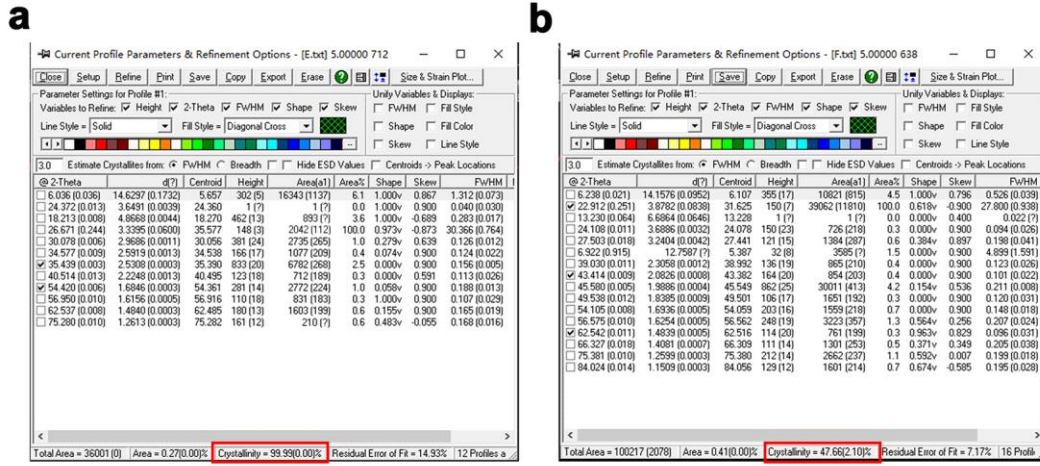 a
Current Profile Parameters & Refinement Options - [E.txt] 5.00000 712
Close Setup Refine Print Save Copy Export Erase Size & Strain Plot...
Parameter Settings for Profile #1: Unify Variables & Displays:
Variables to Refine: Height 2-Theta FWHM Shape Skew FWHM Fill Style
Line Style = Solid Fill Style = Diagonal Cross Shape Fill Color
Skew Line Style
3.0 Estimate Crystallites from: FWHM Breadth Hide ESD Values Centroids -> Peak Locations
@ 2-Theta d(?) Centroid Height Area(a1) Area% Shape Skew FWHM
6.036 (0.036) 14.6297 (0.1732) 5.657 302 (5) 16343 (1137) 6.1 1.000v 0.867 1.312 (0.073)
24.372 (0.013) 3.6491 (0.0039) 24.360 1 (?) 1 (?) 0.0 1.000v 0.900 0.040 (0.030)
18.213 (0.008) 4.8668 (0.0044) 18.270 462 (13) 893 (?) 3.6 1.000v -0.689 0.283 (0.017)
26.671 (0.244) 3.3395 (0.0600) 35.577 148 (3) 2042 (112) 100.0 0.973v -0.873 30.366 (0.764)
30.078 (0.006) 2.9686 (0.0011) 30.056 381 (24) 2735 (265) 1.0 0.279v 0.639 0.126 (0.012)
34.577 (0.009) 2.5919 (0.0013) 34.538 166 (17) 1077 (209) 0.4 0.074v 0.900 0.124 (0.022)
35.439 (0.003) 2.5308 (0.0003) 35.390 833 (20) 6782 (268) 2.5 0.000v 0.900 0.156 (0.005)
40.514 (0.013) 2.2248 (0.0013) 40.495 123 (18) 712 (189) 0.3 0.000v 0.591 0.113 (0.026)
54.420 (0.006) 1.6846 (0.0003) 54.361 281 (14) 2772 (224) 1.0 0.058v 0.900 0.188 (0.013)
56.950 (0.010) 1.6156 (0.0005) 56.916 110 (18) 831 (183) 0.3 1.000v 0.900 0.107 (0.029)
62.537 (0.008) 1.4840 (0.0003) 62.485 180 (13) 1603 (199) 0.6 0.155v 0.900 0.165 (0.019)
75.280 (0.010) 1.2613 (0.0003) 75.282 161 (12) 210 (?) 0.6 0.483v -0.055 0.168 (0.016)
Total Area = 36001 (0) Area = 0.27(0.00)% Crystallinity = 99.99(0.00)% Residual Error of Fit = 14.93% 12 Profiles a
b
Current Profile Parameters & Refinement Options - [F.txt] 5.00000 638
Close Setup Refine Print Save Copy Export Erase Size & Strain Plot...
Parameter Settings for Profile #1: Unify Variables & Displays:
Variables to Refine: Height 2-Theta FWHM Shape Skew FWHM Fill Style
Line Style = Solid Fill Style = Diagonal Cross Shape Fill Color
Skew Line Style
3.0 Estimate Crystallites from: FWHM Breadth Hide ESD Values Centroids -> Peak Locations
@ 2-Theta d(?) Centroid Height Area(a1) Area% Shape Skew FWHM
6.238 (0.021) 14.1576 (0.0952) 6.107 355 (17) 10821 (815) 4.5 1.000v 0.796 0.526 (0.039)
22.912 (0.251) 3.8782 (0.0838) 31.625 150 (7) 39062 (11810) 100.0 0.618v -0.900 27.800 (0.938)
13.230 (0.064) 6.6864 (0.0646) 13.228 1 (?) 1 (?) 0.0 0.000v 0.400 0.022 (?)
24.108 (0.011) 3.6886 (0.0032) 24.078 150 (23) 726 (218) 0.3 0.000v 0.900 0.094 (0.026)
27.503 (0.018) 3.2404 (0.0042) 27.441 121 (15) 1384 (287) 0.6 0.384v 0.897 0.198 (0.041)
6.922 (0.915) 12.7587 (?) 5.387 32 (8) 3585 (?) 1.5 0.000v 0.900 4.899 (1.591)
39.030 (0.011) 2.3058 (0.0012) 38.992 136 (19) 865 (210) 0.4 0.000v 0.900 0.123 (0.026)
43.414 (0.009) 2.0826 (0.0008) 43.382 164 (20) 854 (203) 0.4 0.000v 0.900 0.101 (0.022)
45.580 (0.005) 1.9886 (0.0004) 45.549 862 (25) 30011 (413) 4.2 0.154v 0.536 0.211 (0.008)
49.538 (0.012) 1.8385 (0.0009) 49.501 106 (17) 1651 (192) 0.3 0.000v 0.900 0.120 (0.031)
54.105 (0.008) 1.6936 (0.0005) 54.059 203 (16) 1559 (218) 0.7 0.000v 0.900 0.148 (0.018)
56.575 (0.010) 1.6254 (0.0005) 56.562 248 (19) 3223 (357) 1.3 0.564v 0.256 0.207 (0.024)
62.542 (0.011) 1.4839 (0.0005) 62.516 114 (20) 761 (199) 0.3 0.963v 0.829 0.096 (0.031)
66.327 (0.018) 1.4081 (0.0007) 66.309 111 (14) 1301 (253) 0.5 0.371v 0.349 0.205 (0.038)
75.381 (0.010) 1.2599 (0.0003) 75.380 212 (14) 2662 (237) 1.1 0.592v 0.007 0.199 (0.018)
84.024 (0.014) 1.1509 (0.0003) 84.056 129 (12) 1601 (214) 0.7 0.674v -0.585 0.195 (0.028)
Total Area = 100217 (2078) Area = 0.41(0.00)% Crystallinity = 47.66(2.10)% Residual Error of Fit = 7.17% 16 Profil